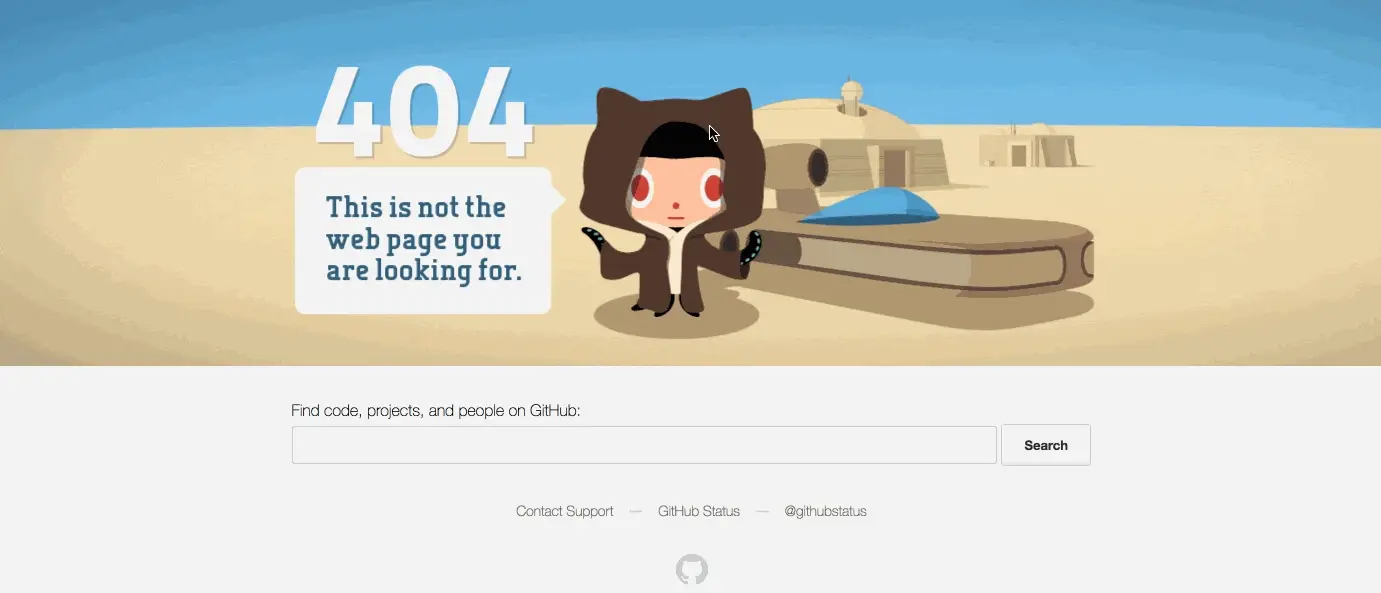 404
This is not the
web page you
are looking for.
Find code, projects, and people on GitHub:
Search
Contact Support — GitHub Status — @githubstatus